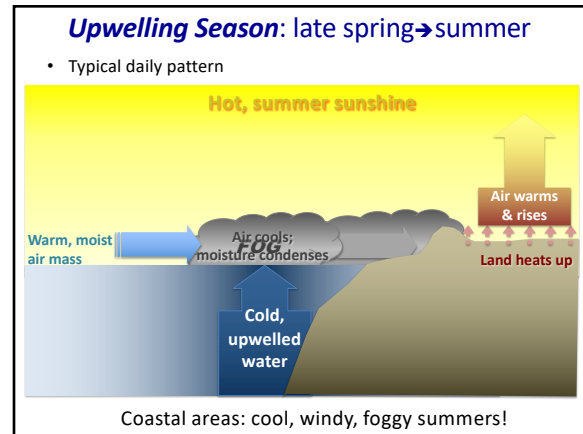 Upwelling Season: late spring→summer
• Typical daily pattern
Hot, summer sunshine
Air warms
& rises
Warm, moist
air mass
Air cools;
FOG
moisture condenses
Land heats up
Cold,
upwelled
water
Coastal areas: cool, windy, foggy summers!